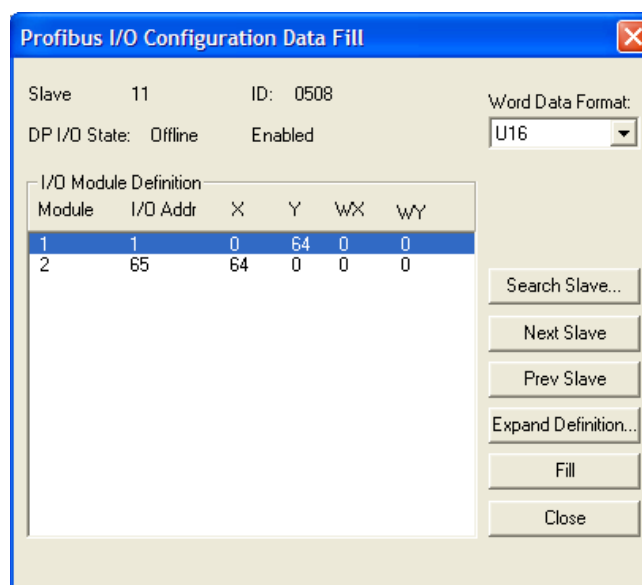 Profibus I/O Configuration Data Fill
Slave 11 ID: 0508
DP I/O State: Offline Enabled
Word Data Format:
U16
I/O Module Definition
Module I/O Addr X Y WX WY
1 1 0 64 0 0
2 65 64 0 0 0
Search Slave...
Next Slave
Prev Slave
Expand Definition...
Fill
Close